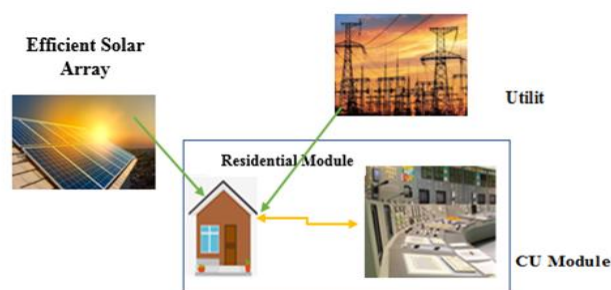 Efficient Solar
Array
Utilit
Residential Module
CU Module